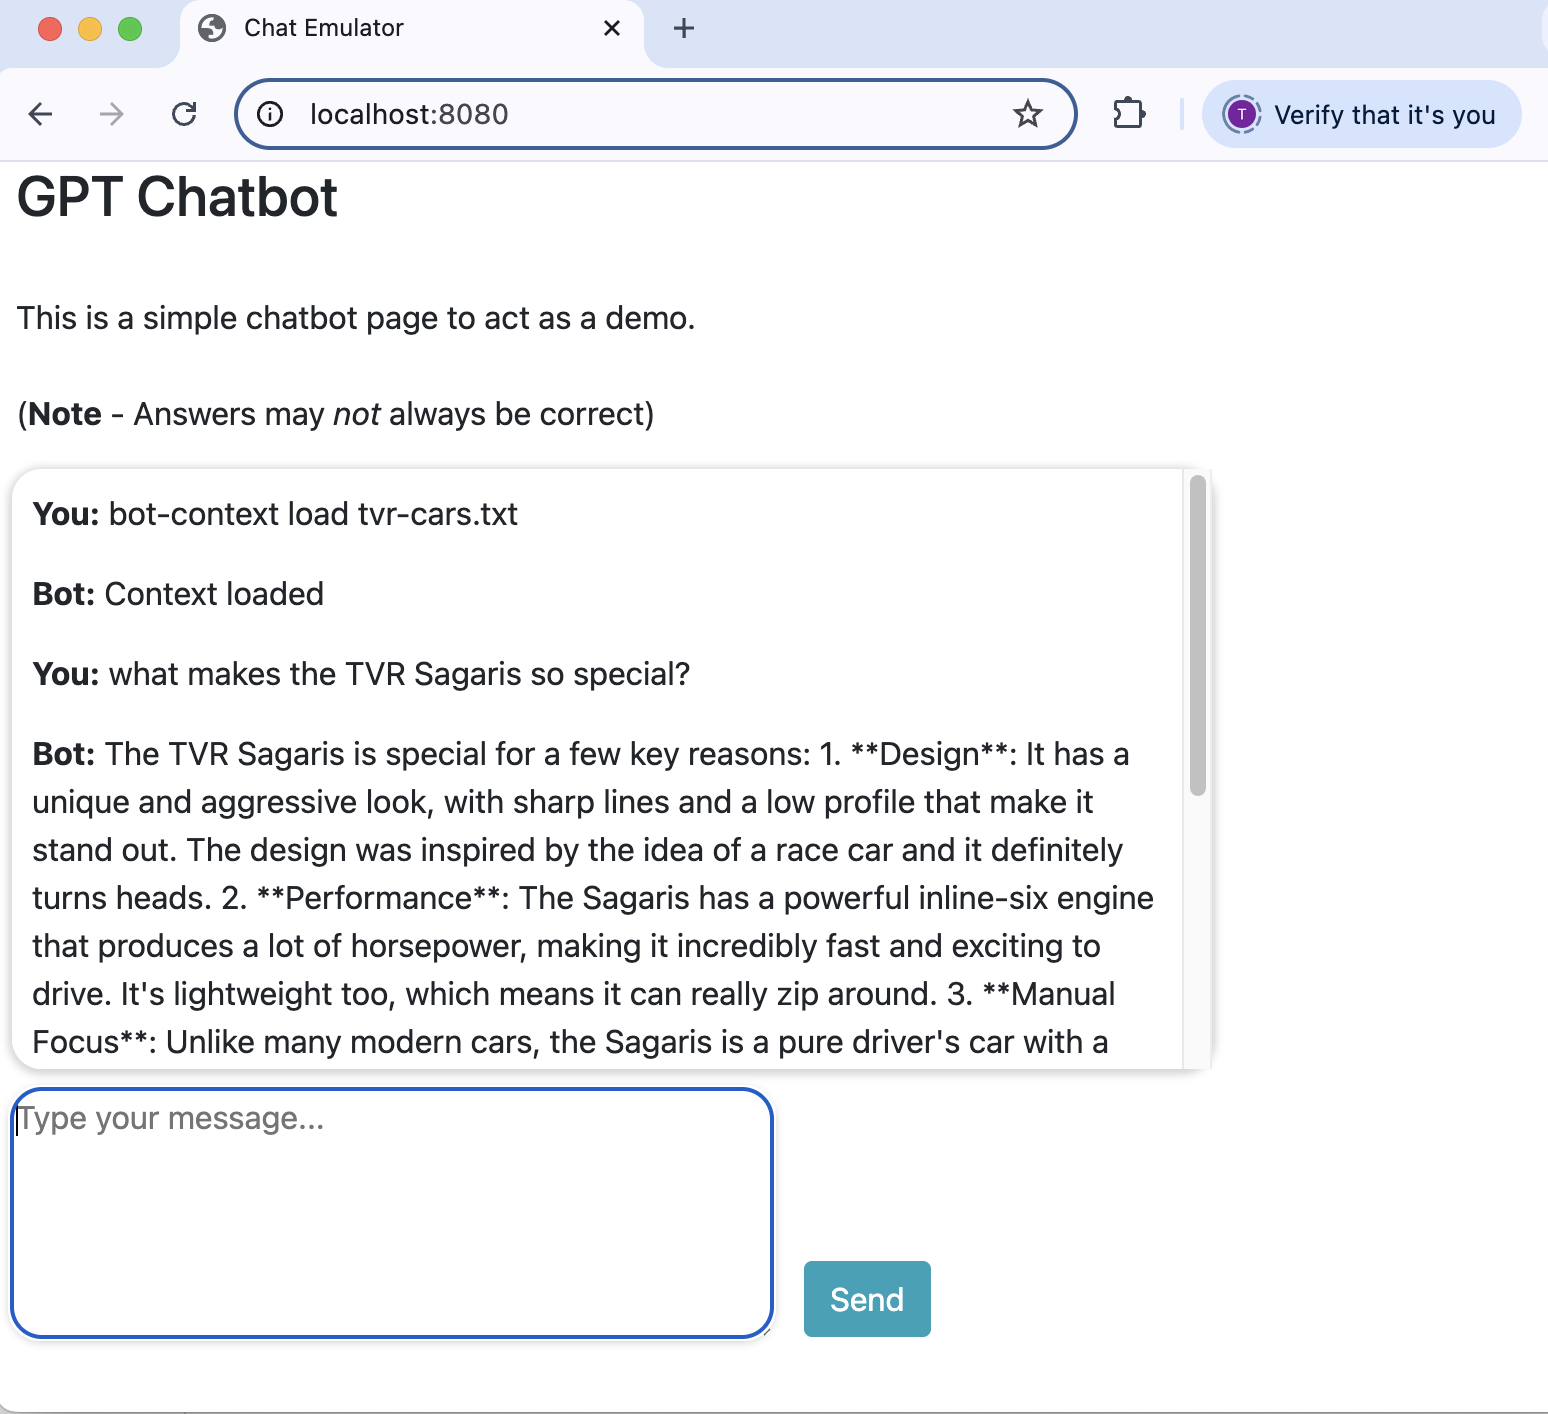 Chat Emulator
localhost:8080
T
Verify that it's you
GPT Chatbot
This is a simple chatbot page to act as a demo.
(Note - Answers may not always be correct)
You: bot-context load tvr-cars.txt
Bot: Context loaded
You: what makes the TVR Sagaris so special?
Bot: The TVR Sagaris is special for a few key reasons: 1. **Design**: It has a
unique and aggressive look, with sharp lines and a low profile that make it
stand out. The design was inspired by the idea of a race car and it definitely
turns heads. 2. **Performance**: The Sagaris has a powerful inline-six engine
that produces a lot of horsepower, making it incredibly fast and exciting to
drive. It's lightweight too, which means it can really zip around. 3. **Manual
Focus**: Unlike many modern cars, the Sagaris is a pure driver's car with a
Type your message...
Send